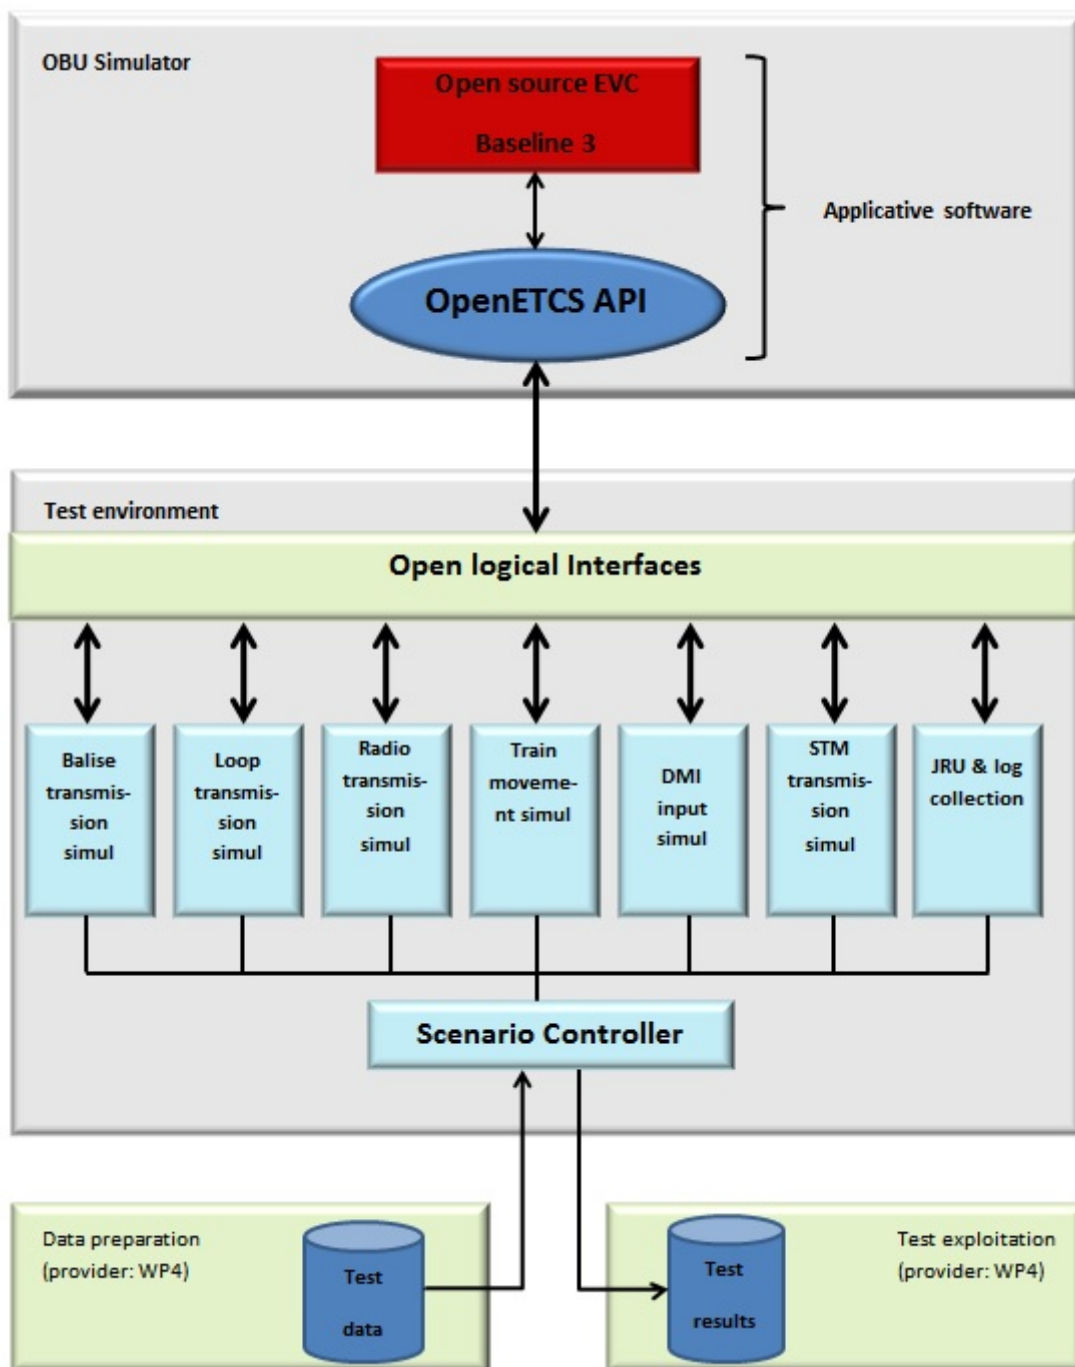 OBU Simulator
Open source EVC
Baseline 3
Applicative software
OpenETCS API
Test environment
Open logical Interfaces
Balise
transmis-
sion
simul
Loop
transmis-
sion simul
Radio
transmis-
sion
simul
Train
moveme-
nt simul
DMI
input
simul
STM
transmis-
sion
simul
JRU & log
collection
Scenario Controller
Data preparation
(provider: WP4)
Test
data
Test
results
Test exploitation
(provider: WP4)